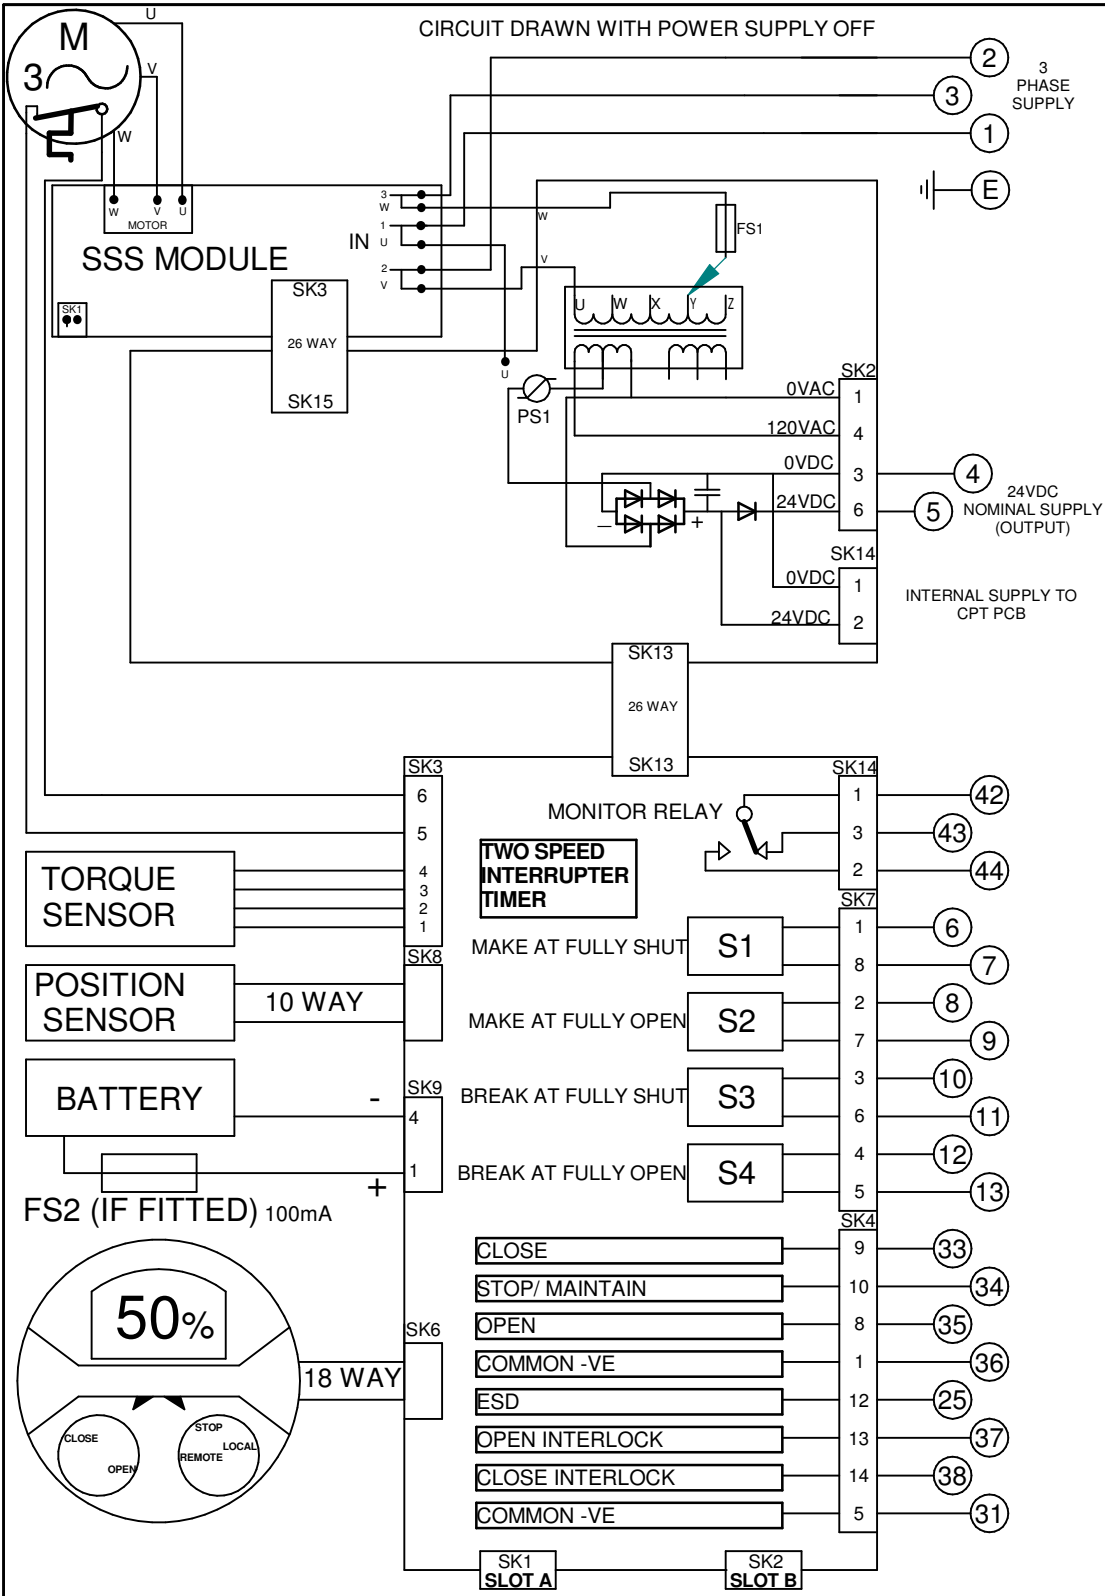 CIRCUIT DRAWN WITH POWER SUPPLY OFF
U
M
3
V
W
2
3
1
E
3
PHASE
SUPPLY
W
V
U
MOTOR
SSS MODULE
IN
3
W
1
U
2
V
W
V
FS1
SK1
SK3
26 WAY
SK15
U
W
X
Y
Z
U
PS1
SK2
0VAC
1
120VAC
4
0VDC
3
24VDC
6
4
5
24VDC
NOMINAL SUPPLY
(OUTPUT)
–
+
SK14
0VDC
1
24VDC
2
INTERNAL SUPPLY TO
CPT PCB
SK13
26 WAY
SK13
SK3
6
5
4
3
2
1
TORQUE
SENSOR
TWO SPEED
INTERRUPTER
TIMER
MONITOR RELAY
SK14
1
42
3
43
2
44
SK8
POSITION
SENSOR
10 WAY
SK7
MAKE AT FULLY SHUT
S1
1
6
8
7
MAKE AT FULLY OPEN
S2
2
8
7
9
BREAK AT FULLY SHUT
S3
3
10
6
11
BREAK AT FULLY OPEN
S4
4
12
5
13
BATTERY
-
+
SK9
4
1
FS2 (IF FITTED) 100mA
SK4
CLOSE
9
33
STOP/ MAINTAIN
10
34
OPEN
8
35
COMMON -VE
1
36
ESD
12
25
OPEN INTERLOCK
13
37
CLOSE INTERLOCK
14
38
COMMON -VE
5
31
50%
SK6
18 WAY
CLOSE
OPEN
STOP
LOCAL
REMOTE
SK1
SLOT A
SK2
SLOT B